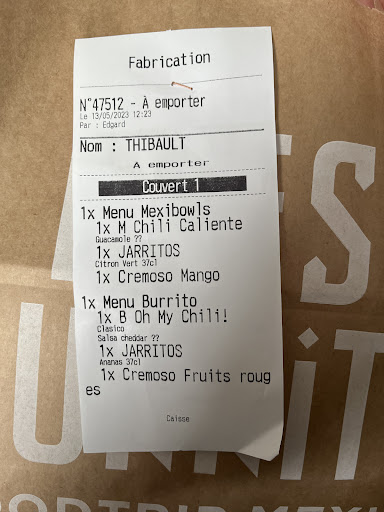 Fabrication
N°47512 - À emporter
Le 13/05/2023 12:23
Par : Edgard
Nom : THIBAULT
A emporter
Couvert 1
1x Menu Mexibowls
1x M Chili Caliente
Guacamole ??
1x JARRITOS
Citron Vert 37cl
1x Cremoso Mango
1x Menu Burrito
1x B Oh My Chili!
Clasico
Salsa cheddar ??
1x JARRITOS
Ananas 37cl
1x Cremoso Fruits roug
es
Caisse